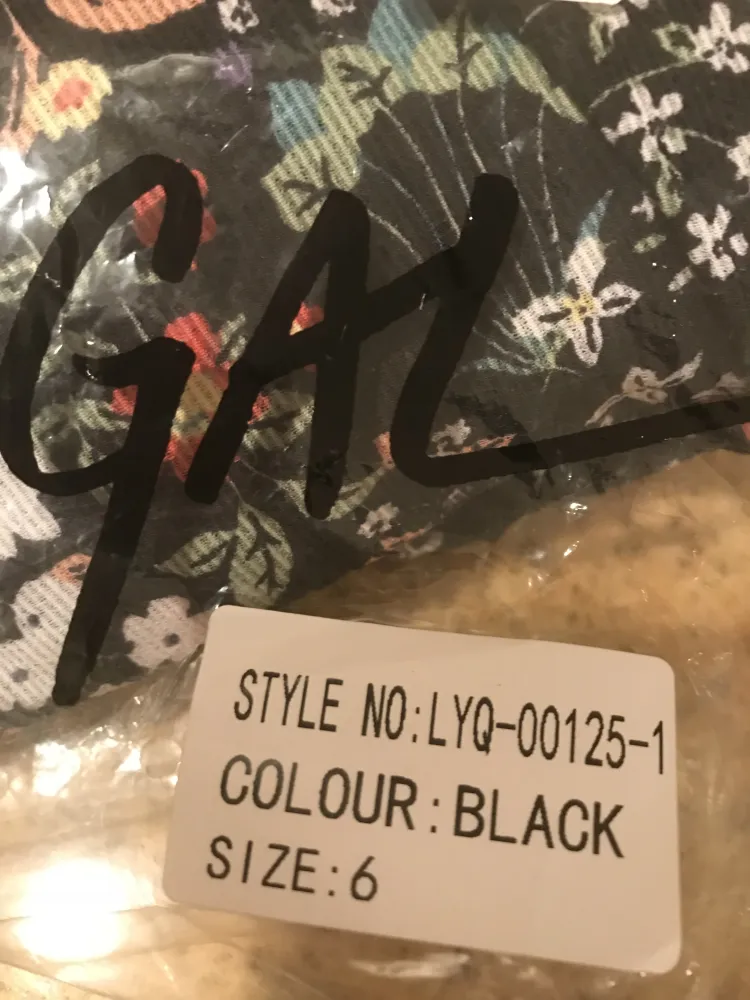 GAL
STYLE NO:LYQ-00125-1
COLOUR:BLACK
SIZE:6